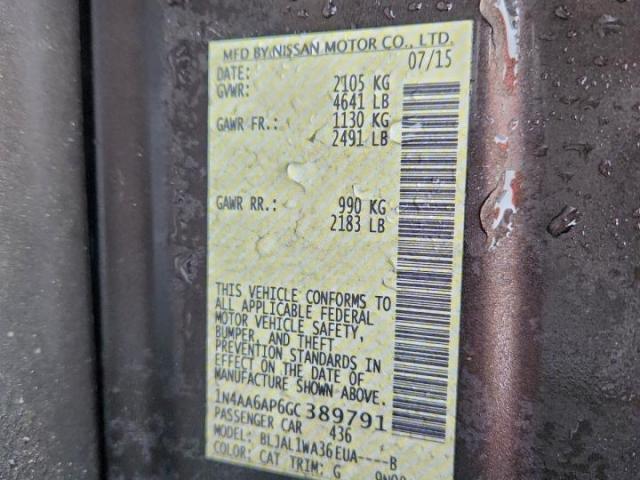 MFD BY NISSAN MOTOR CO., LTD.
DATE: 07/15
GVWR: 2105 KG
4641 LB
GAWR FR.: 1130 KG
2491 LB
GAWR RR.: 990 KG
2183 LB
THIS VEHICLE CONFORMS TO
ALL APPLICABLE FEDERAL
MOTOR VEHICLE SAFETY,
BUMPER, AND THEFT
PREVENTION STANDARDS IN
EFFECT ON THE DATE OF
MANUFACTURE SHOWN ABOVE.
1N4AA6AP6GC389791
PASSENGER CAR 436
MODEL: BLJAL1WA36EUA----B
COLOR: CAT TRIM: G